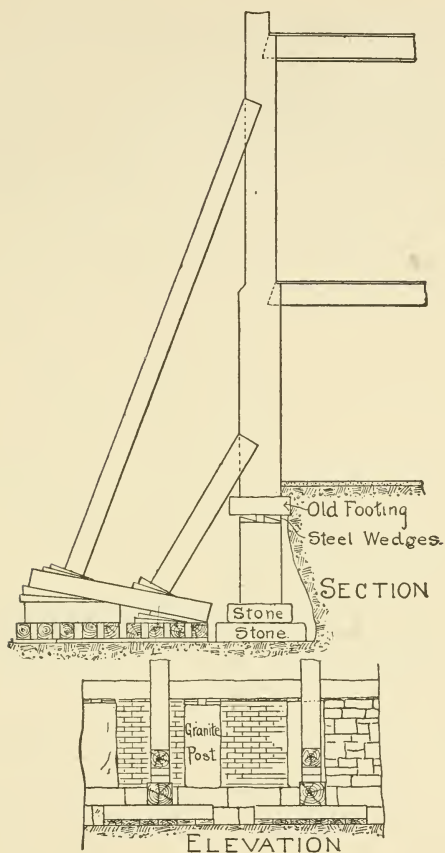 Old Footing
Steel Wedges.
SECTION
Stone
Stone.
Granite
Post
ELEVATION